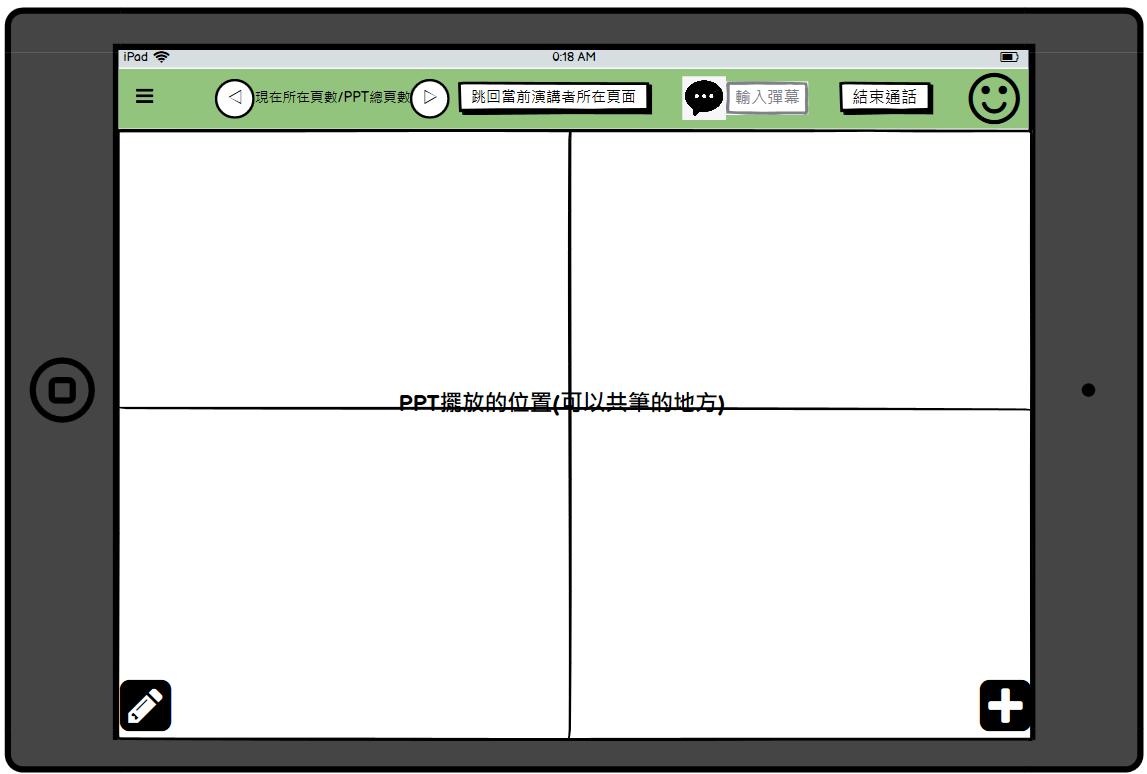 iPad
0:18 AM
現在所在頁數/PPT總頁數
跳回當前演講者所在頁面
輸入彈幕
結束通話
PPT擺放的位置(可以共筆的地方)